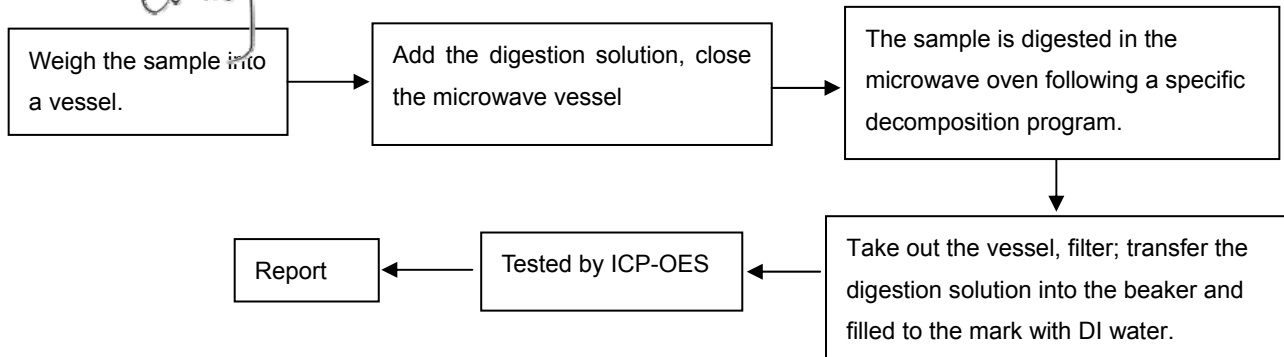 Weigh the sample into
a vessel.
Add the digestion solution, close
the microwave vessel
The sample is digested in the
microwave oven following a specific
decomposition program.
Take out the vessel, filter; transfer the
digestion solution into the beaker and
filled to the mark with DI water.
Tested by ICP-OES
Report